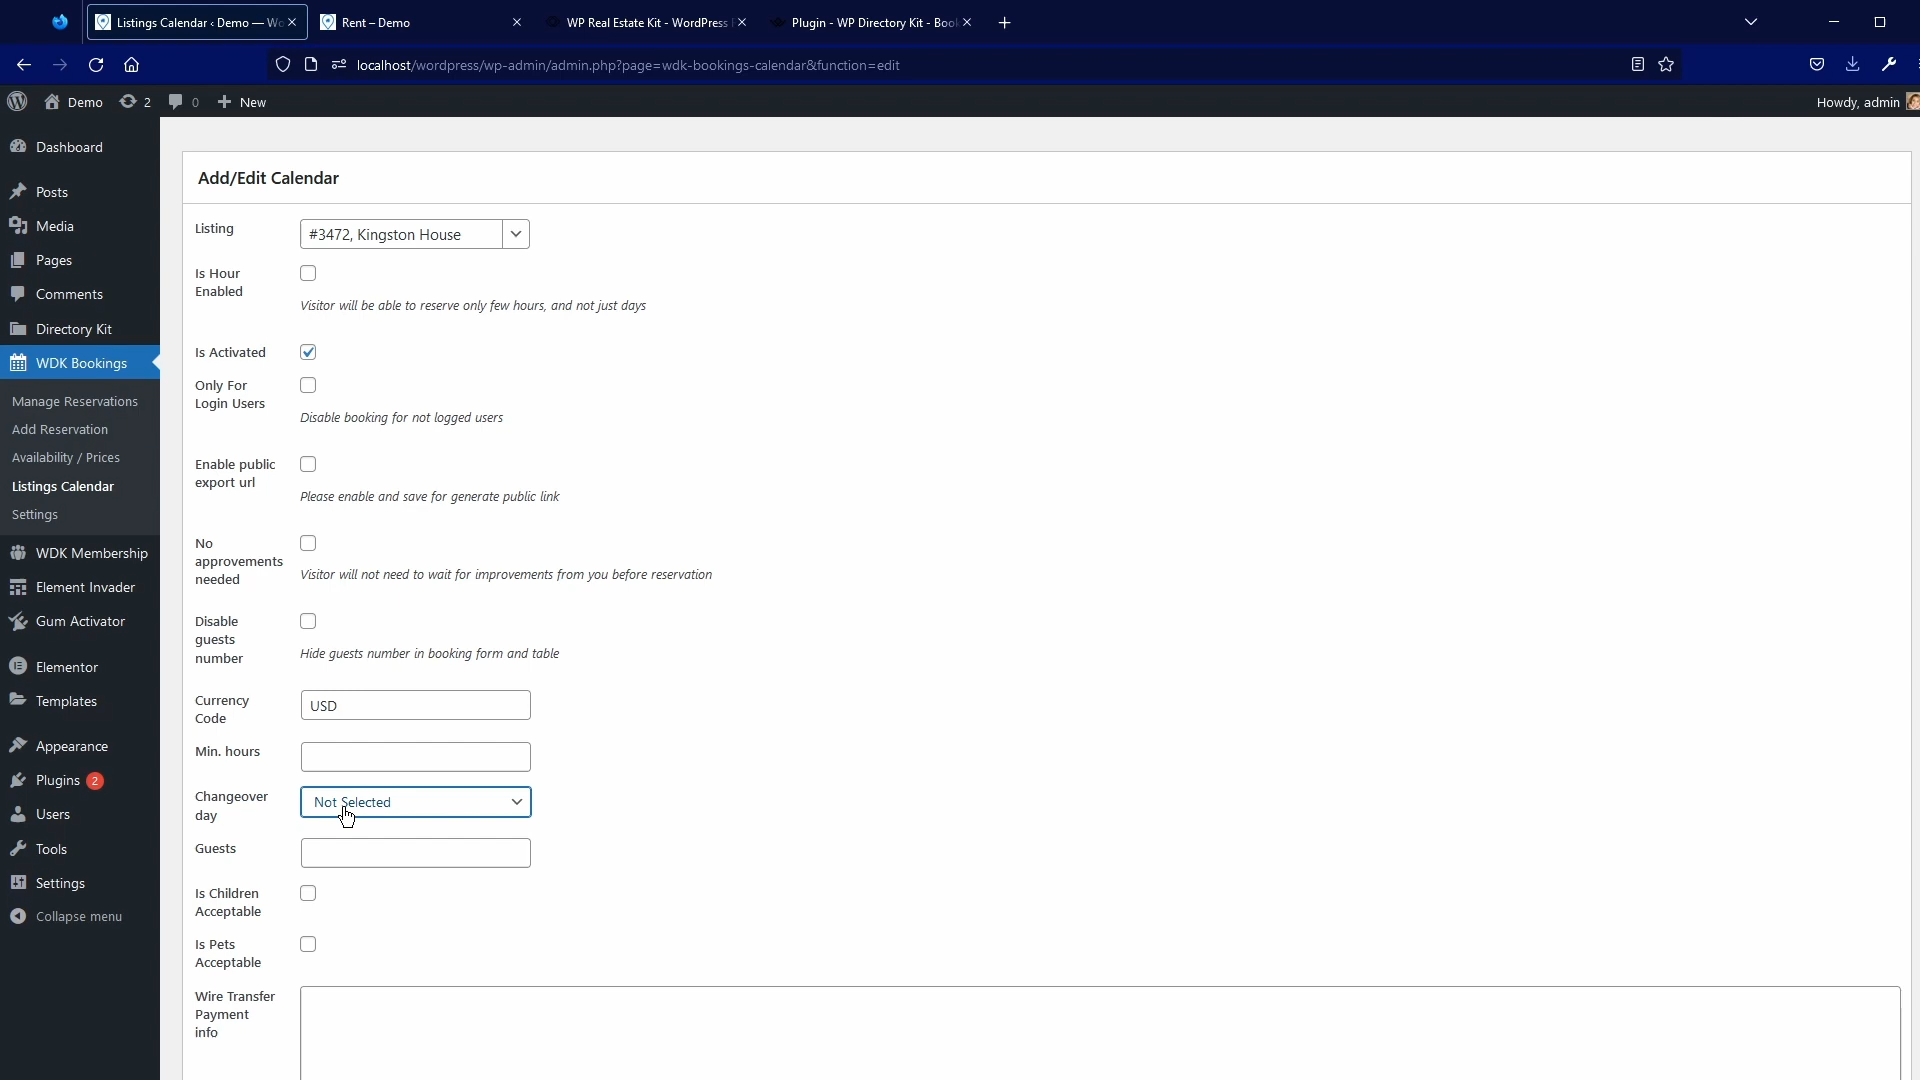 Listings Calendar ‹ Demo — Wo
Rent – Demo
WP Real Estate Kit - WordPress
Plugin - WP Directory Kit - Book
localhost/wordpress/wp-admin/admin.php?page=wdk-bookings-calendar&function=edit
Demo
2
0
New
Howdy, admin
Dashboard
Posts
Media
Pages
Comments
Directory Kit
WDK Bookings
Manage Reservations
Add Reservation
Availability / Prices
Listings Calendar
Settings
WDK Membership
Element Invader
Gum Activator
Elementor
Templates
Appearance
Plugins 2
Users
Tools
Settings
Collapse menu
Add/Edit Calendar
Listing
#3472, Kingston House
Is Hour
Enabled
Visitor will be able to reserve only few hours, and not just days
Is Activated
Only For
Login Users
Disable booking for not logged users
Enable public
export url
Please enable and save for generate public link
No
approvements
needed
Visitor will not need to wait for improvements from you before reservation
Disable
guests
number
Hide guests number in booking form and table
Currency
Code
USD
Min. hours
Changeover
day
Not Selected
Guests
Is Children
Acceptable
Is Pets
Acceptable
Wire Transfer
Payment
info